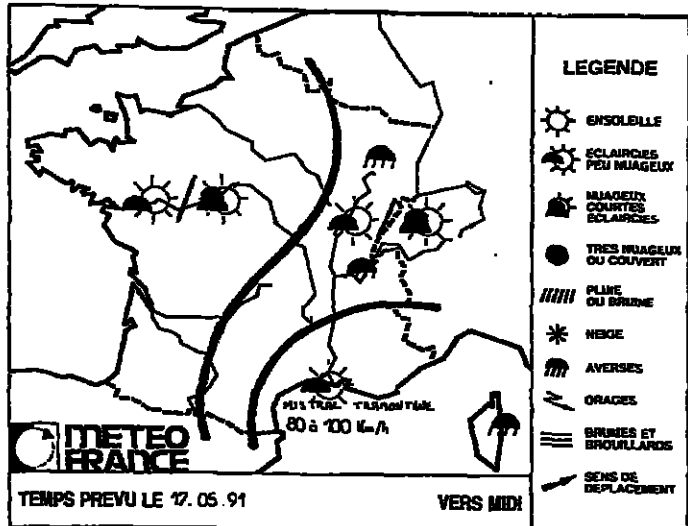 LEGENDE
ENSOLEILLE
ECLAIRCIES
PEU NUAGEUX
NUAGEUX
COURTES
ECLAIRCIES
TRES NUAGEUX
OU COUVERT
PLUIE
OU BRUINE
NEIGE
AVERSES
ORAGES
BRUMES ET
BROUILLARDS
SENS DE
DEPLACEMENT
MISTRAL TRAMONTANE
80 à 100 Km/h
METEO
FRANCE
TEMPS PREVU LE 17.05.91 VERS MIDI